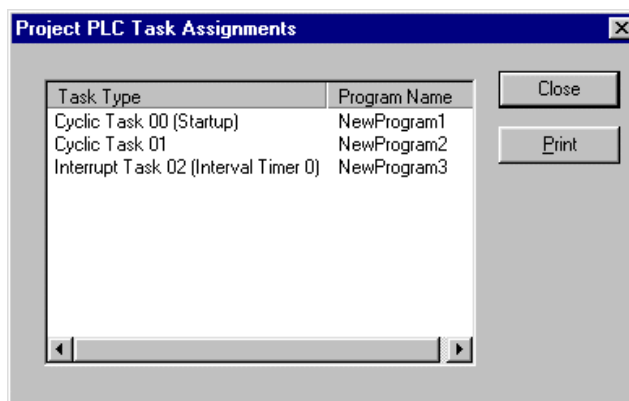 Project PLC Task Assignments
Task Type Program Name
Cyclic Task 00 (Startup) NewProgram1
Cyclic Task 01 NewProgram2
Interrupt Task 02 (Interval Timer 0) NewProgram3
Close
Print